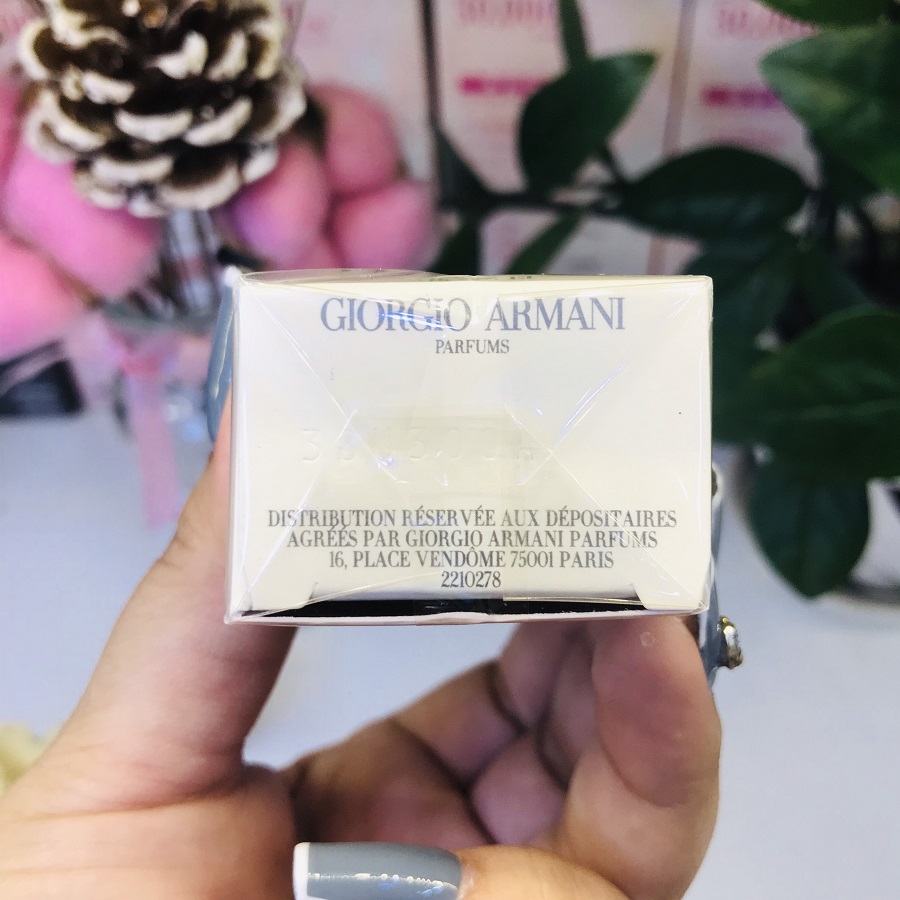 GIORGIO ARMANI
PARFUMS
DISTRIBUTION RÉSERVÉE AUX DÉPOSITAIRES
AGRÉÉS PAR GIORGIO ARMANI PARFUMS
16, PLACE VENDÔME 75001 PARIS
2210278